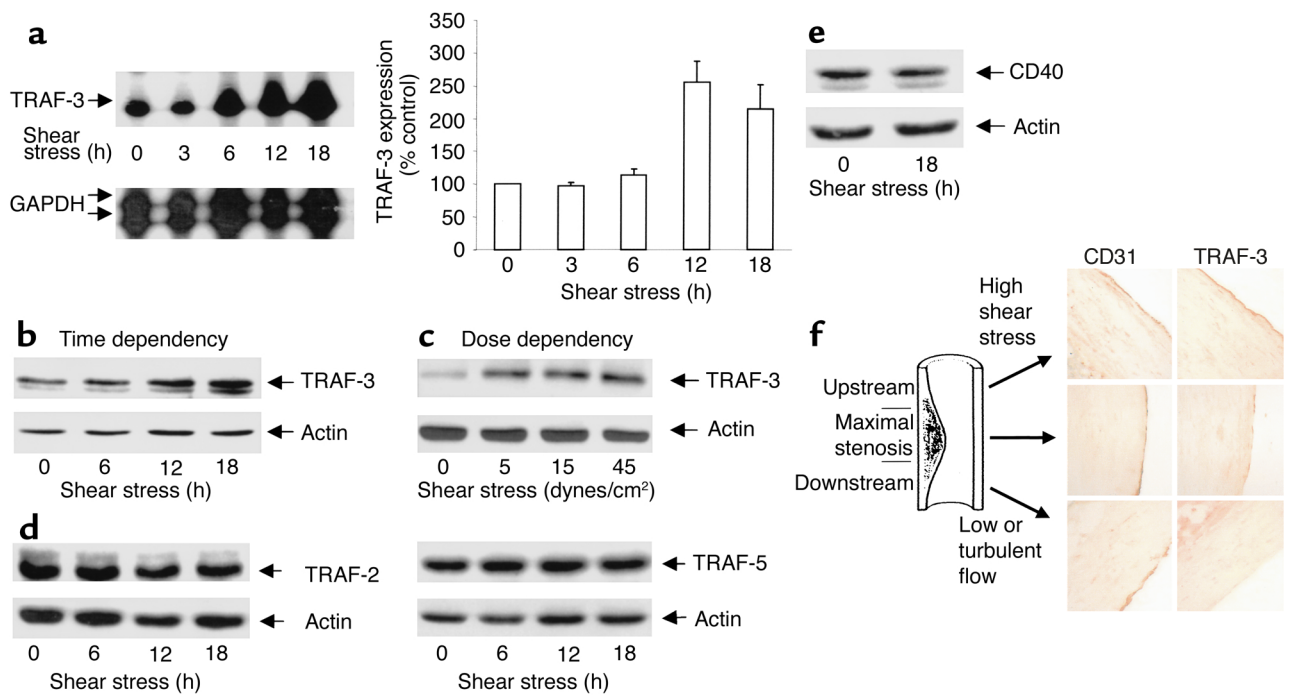 a
TRAF-3
Shear
stress (h)
0 3 6 12 18
GAPDH
TRAF-3 expression
(% control)
350
300
250
200
150
100
50
0
0 3 6 12 18
Shear stress (h)
e
CD40
Actin
0 18
Shear stress (h)
b
Time dependency
TRAF-3
Actin
0 6 12 18
Shear stress (h)
c
Dose dependency
TRAF-3
Actin
0 5 15 45
Shear stress (dynes/cm²)
d
TRAF-2
Actin
0 6 12 18
Shear stress (h)
TRAF-5
Actin
0 6 12 18
Shear stress (h)
f
CD31 TRAF-3
High
shear
stress
Upstream
Maximal
stenosis
Downstream
Low or
turbulent
flow